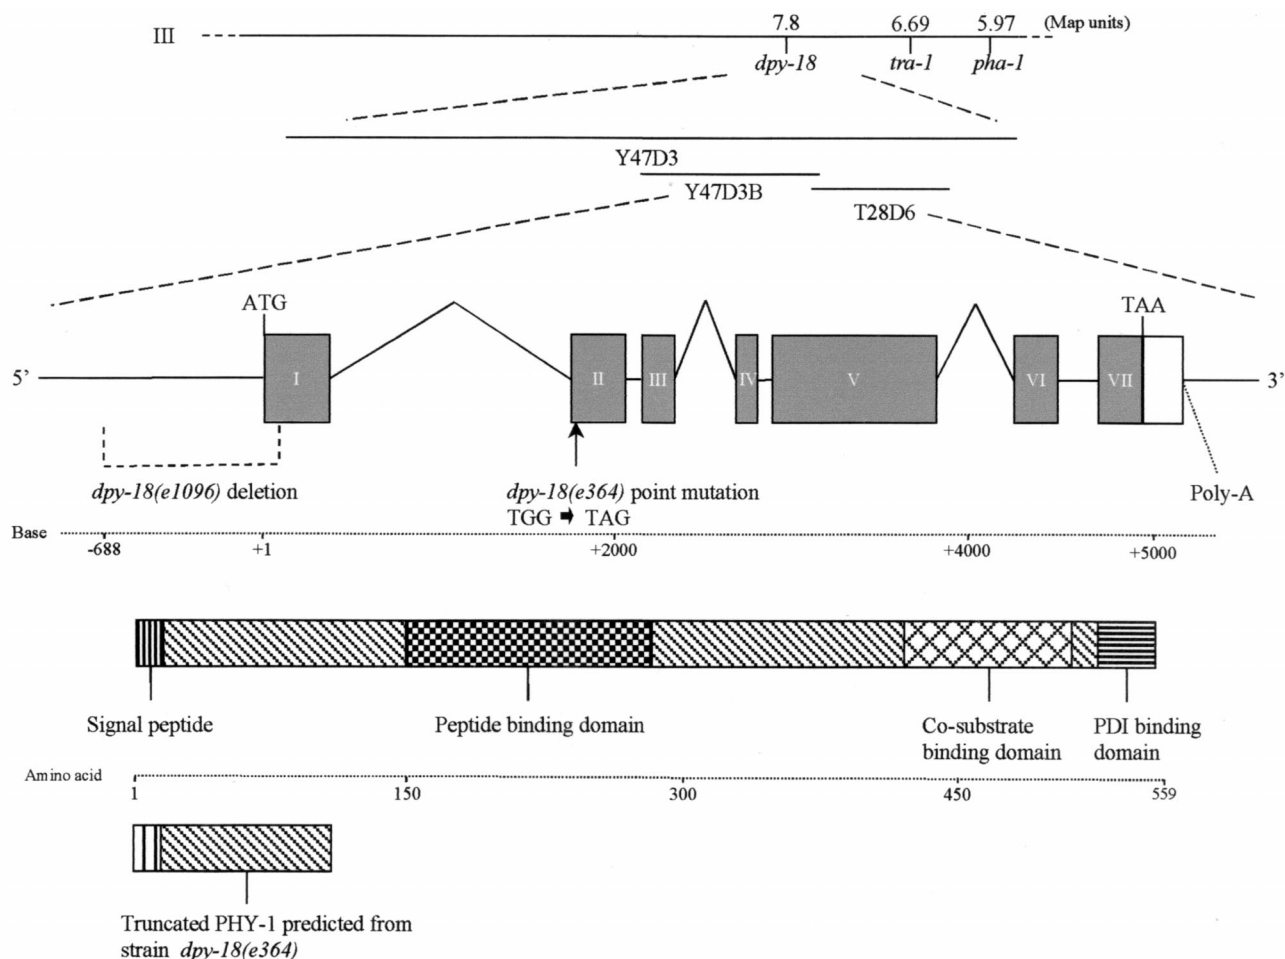 7.8 6.69 5.97 (Map units)
III
dpy-18 tra-1 pha-1
Y47D3
Y47D3B
T28D6
ATG TAA
5’ I II III IV V VI VII 3’
dpy-18(e1096) deletion
dpy-18(e364) point mutation
TGG ➡ TAG
Poly-A
Base
-688 +1 +2000 +4000 +5000
Signal peptide
Peptide binding domain
Co-substrate
binding domain
PDI binding
domain
Amino acid
1 150 300 450 559
Truncated PHY-1 predicted from
strain dpy-18(e364)